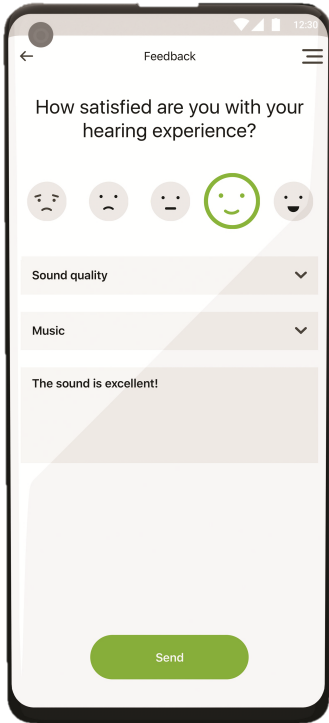 12:30
Feedback
How satisfied are you with your
hearing experience?
Sound quality
Music
The sound is excellent!
Send